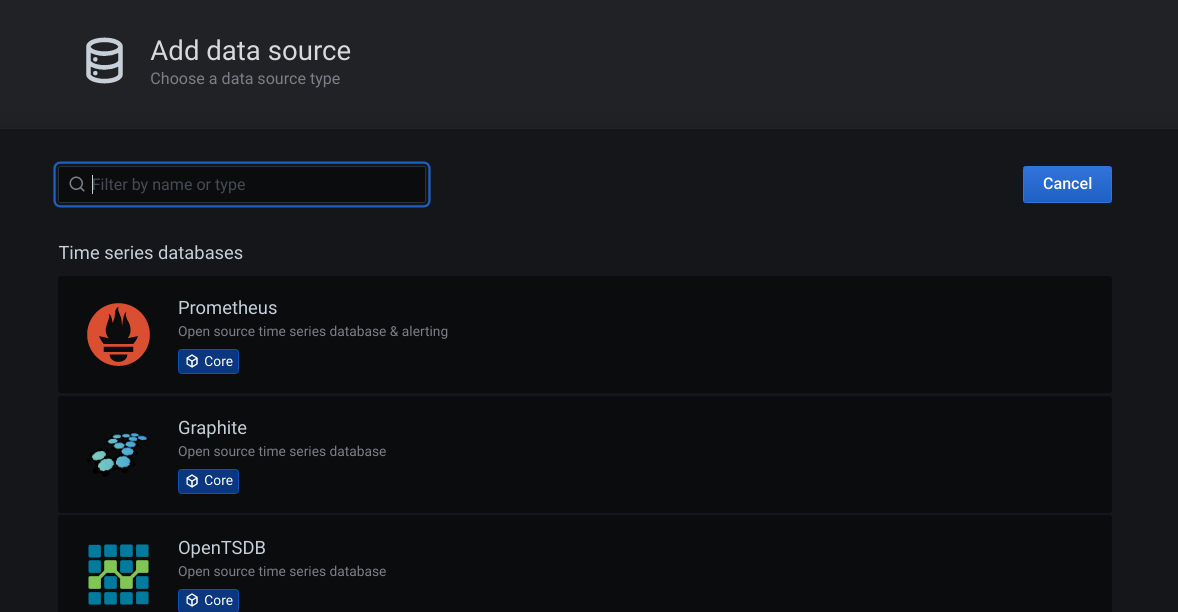 Add data source
Choose a data source type
Filter by name or type
Cancel
Time series databases
Prometheus
Open source time series database & alerting
Core
Graphite
Open source time series database
Core
OpenTSDB
Open source time series database
Core